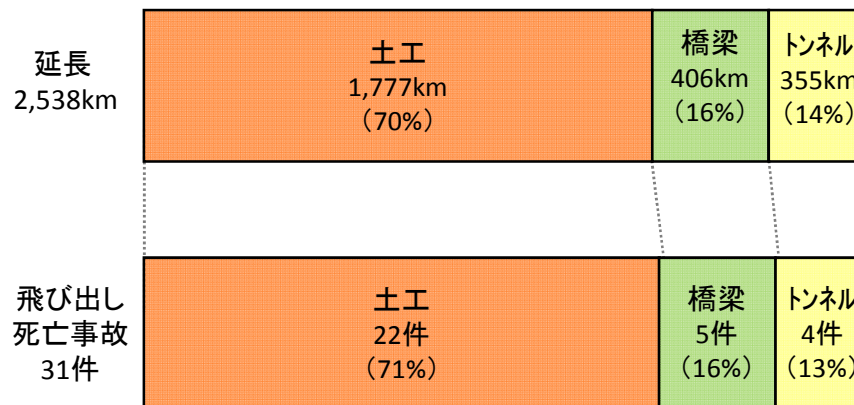 延長
2,538km
土工
1,777km
(70%)
橋梁
406km
(16%)
トンネル
355km
(14%)
飛び出し
死亡事故
31件
土工
22件
(71%)
橋梁
5件
(16%)
トンネル
4件
(13%)